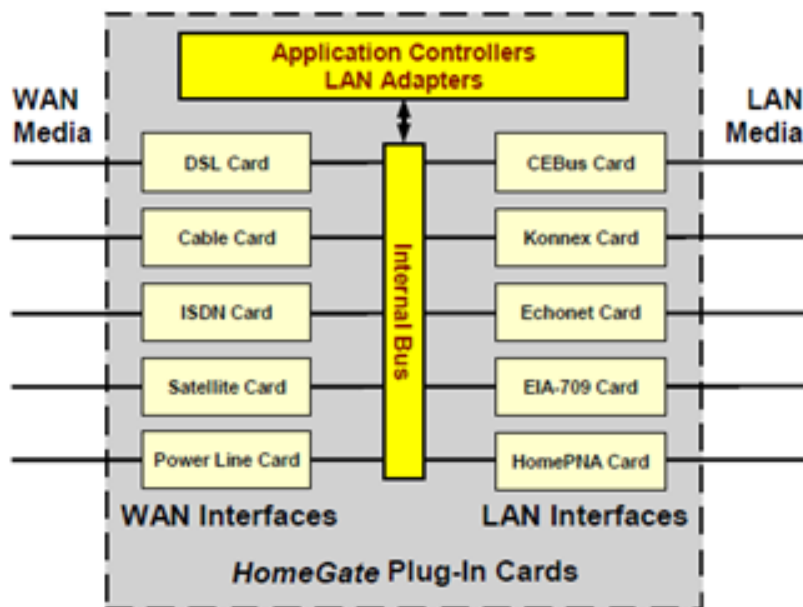 Application Controllers
LAN Adapters
WAN
Media
LAN
Media
DSL Card
CEBus Card
Cable Card
Konnex Card
ISDN Card
Internal Bus
Echonet Card
Satellite Card
EIA-709 Card
Power Line Card
HomePNA Card
WAN Interfaces
LAN Interfaces
HomeGate Plug-In Cards